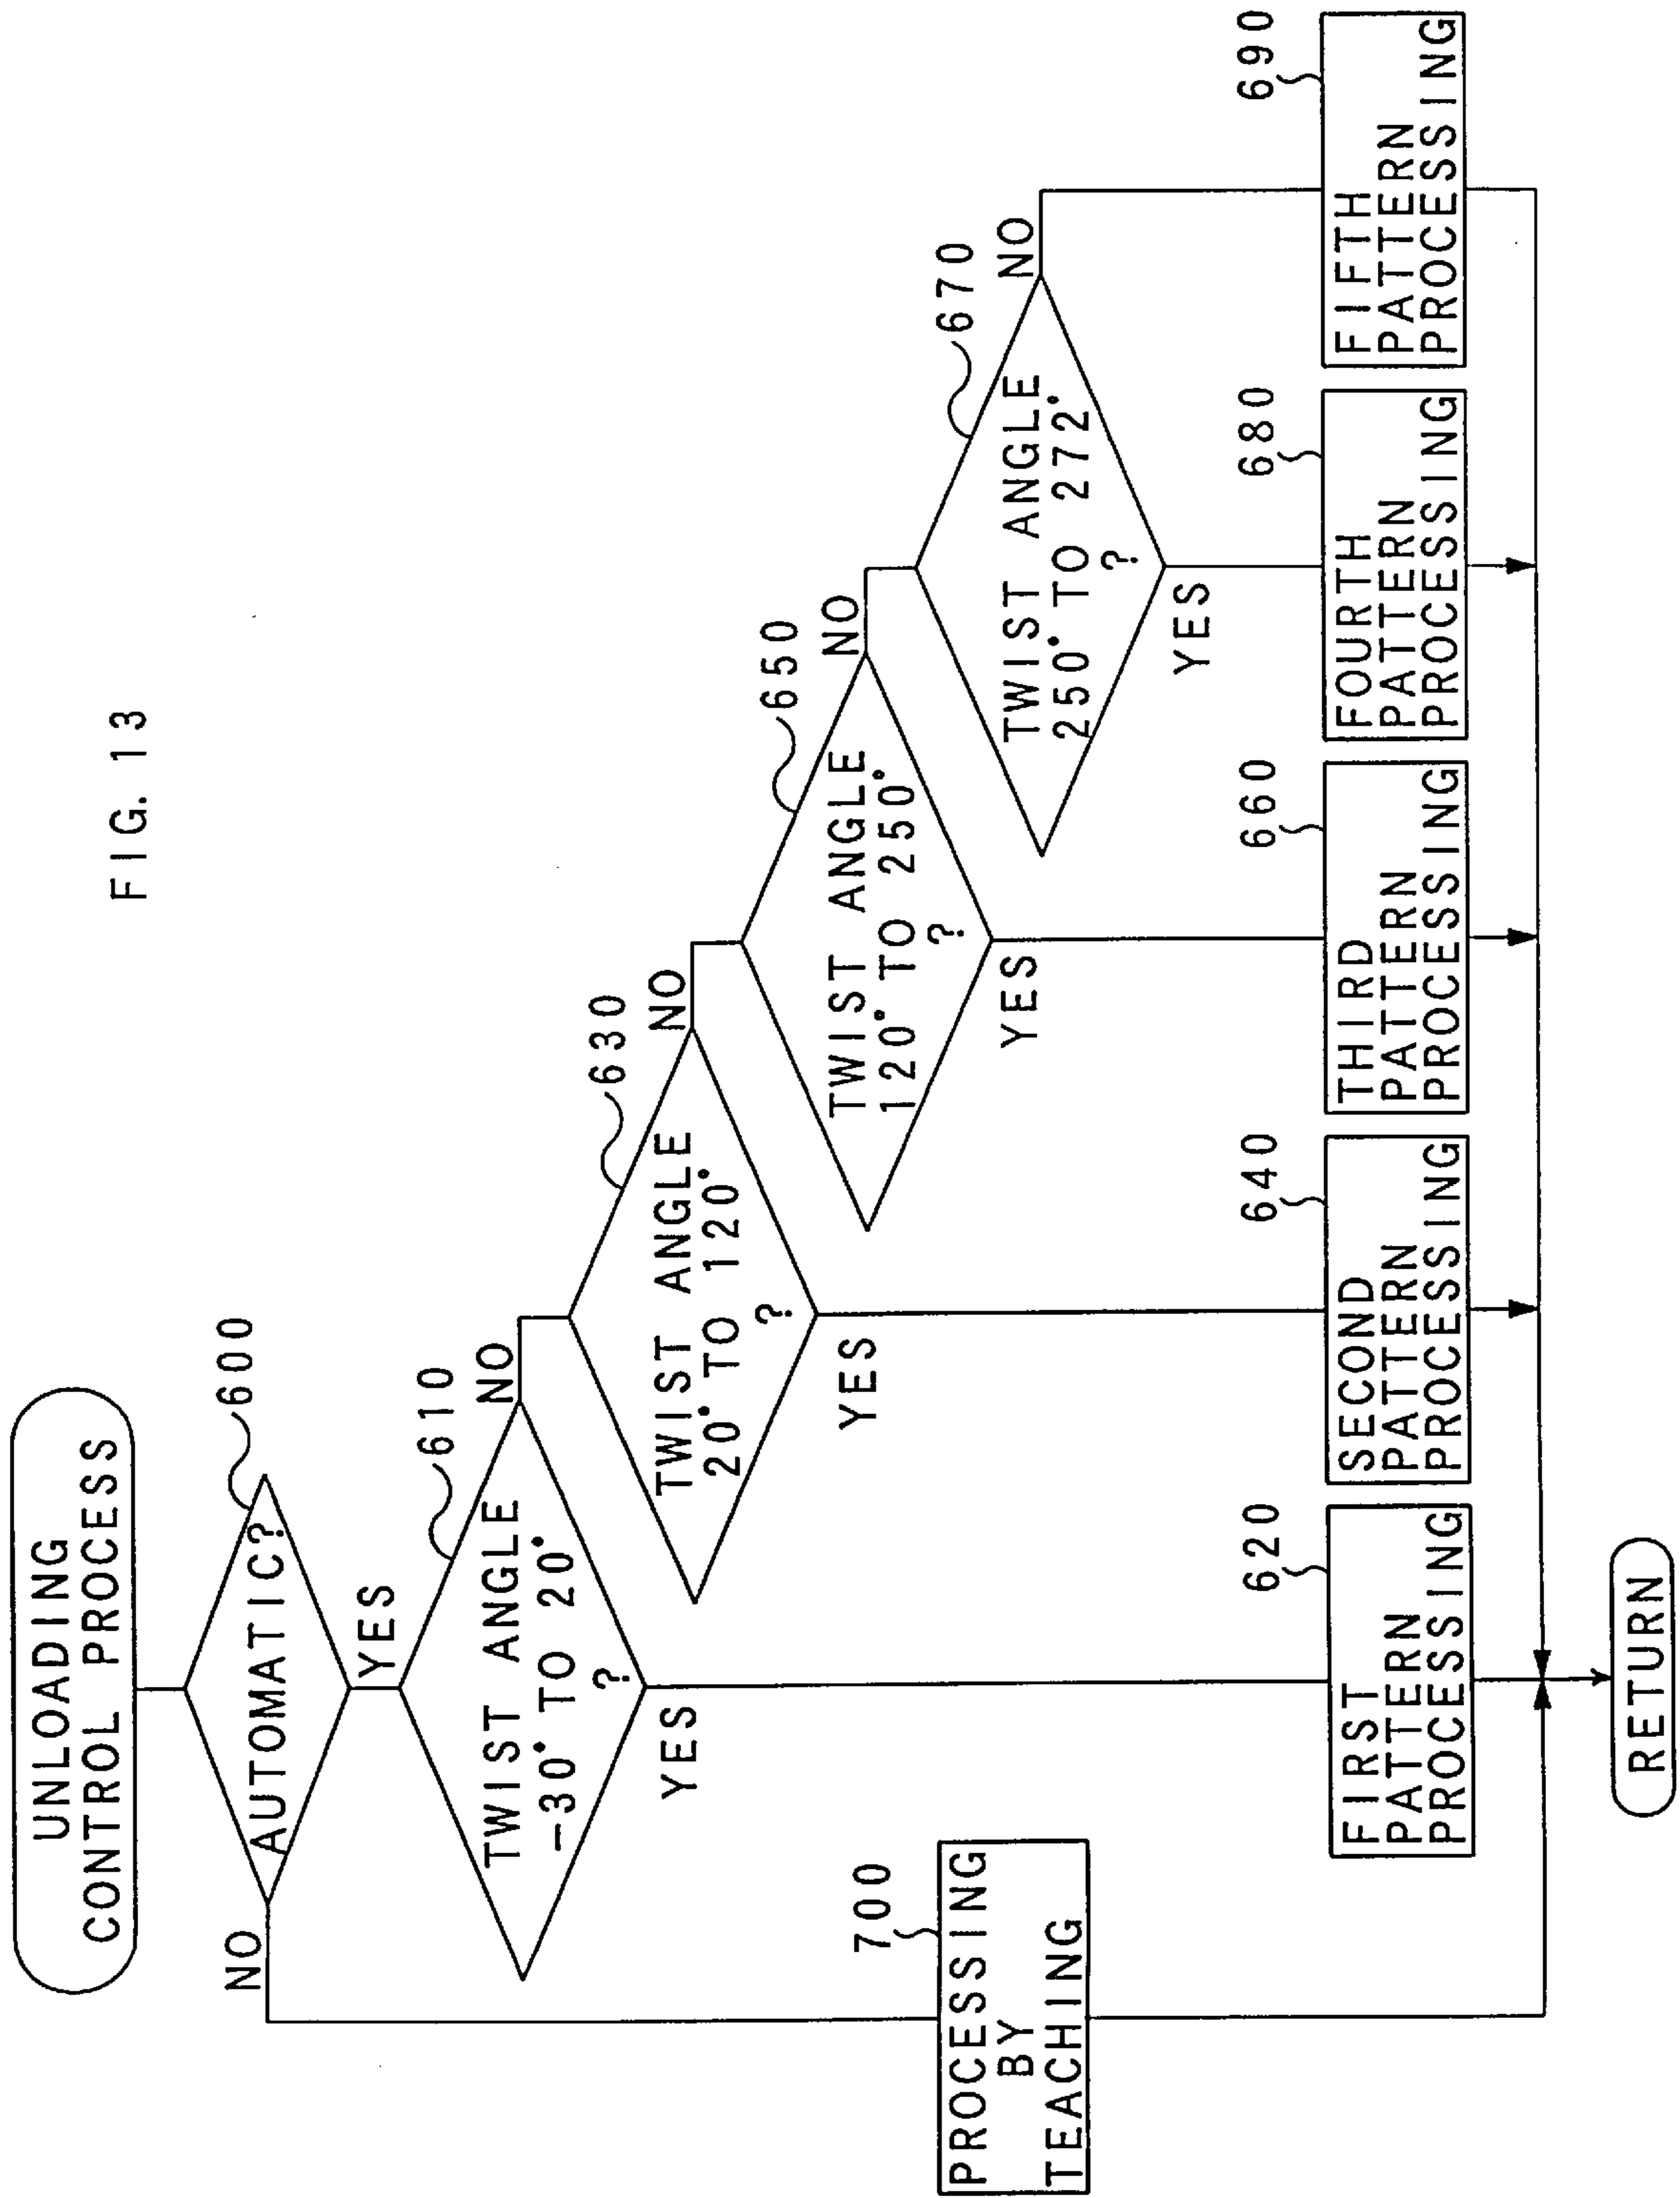 FIG. 13
UNLOADING
CONTROL PROCESS
600
AUTOMATIC?
NO
YES
610
TWIST ANGLE
-30° TO 20°
?
NO
YES
630
TWIST ANGLE
20° TO 120°
?
NO
YES
650
TWIST ANGLE
120° TO 250°
?
NO
YES
670
TWIST ANGLE
250° TO 272°
?
NO
YES
700
PROCESSING
BY
TEACHING
620
FIRST
PATTERN
PROCESSING
640
SECOND
PATTERN
PROCESSING
660
THIRD
PATTERN
PROCESSING
680
FOURTH
PATTERN
PROCESSING
690
FIFTH
PATTERN
PROCESSING
RETURN